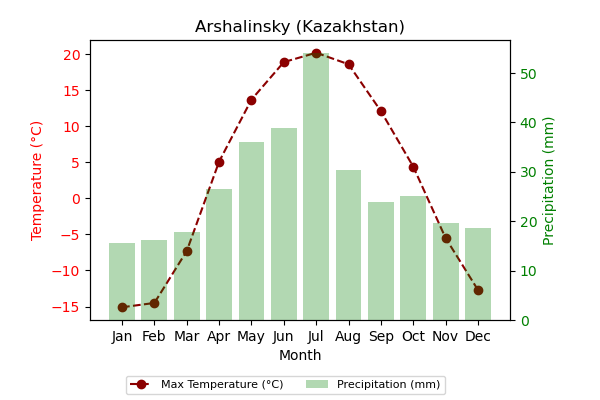 Arshalinsky (Kazakhstan)
20
15
10
5
0
−5
−10
−15
Temperature (°C)
50
40
30
20
10
0
Precipitation (mm)
Jan Feb Mar Apr May Jun Jul Aug Sep Oct Nov Dec
Month
Max Temperature (°C) Precipitation (mm)